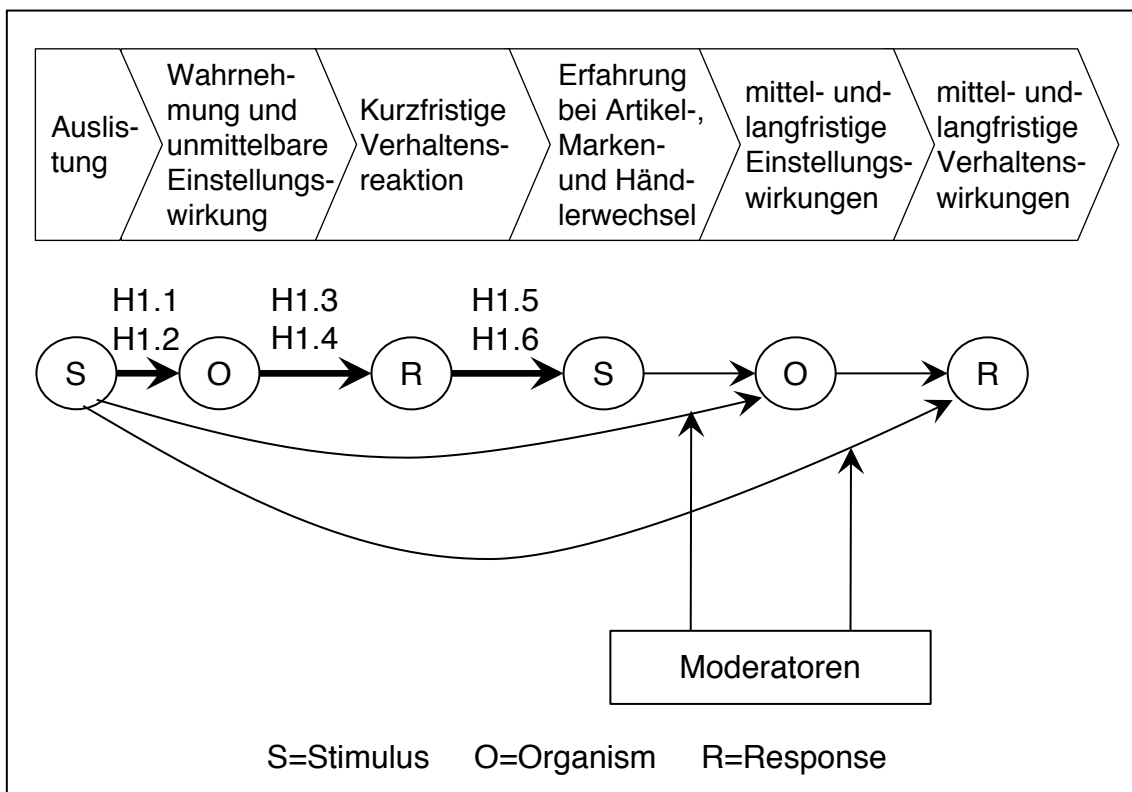 Auslis-
tung
Wahrneh-
mung und
unmittelbare
Einstellungs-
wirkung
Kurzfristige
Verhaltens-
reaktion
Erfahrung
bei Artikel-,
Marken-
und Händ-
lerwechsel
mittel- und-
langfristige
Einstellungs-
wirkungen
mittel- und-
langfristige
Verhaltens-
wirkungen
H1.1
H1.2
H1.3
H1.4
H1.5
H1.6
S
O
R
S
O
R
Moderatoren
S=Stimulus O=Organism R=Response